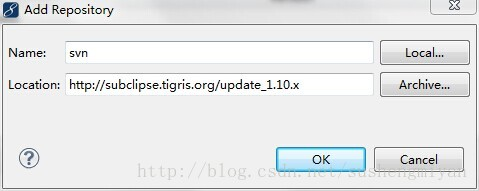 Add Repository
Name: svn Local...
Location: http://subclipse.tigris.org/update_1.10.x Archive...
? OK Cancel
http://blog.csdn.net/sushengmiyan